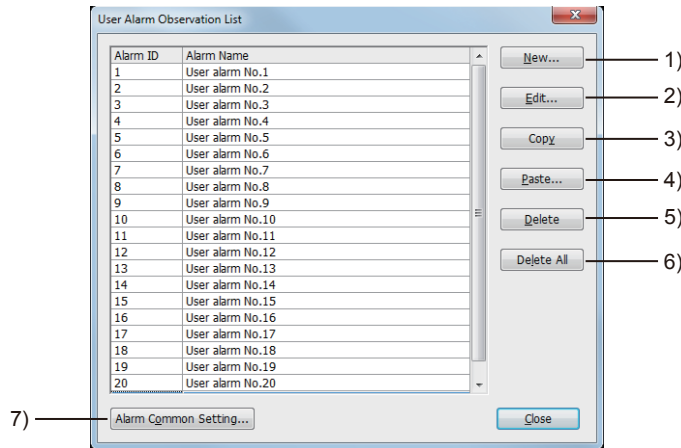 User Alarm Observation List
Alarm ID Alarm Name
1 User alarm No.1
2 User alarm No.2
3 User alarm No.3
4 User alarm No.4
5 User alarm No.5
6 User alarm No.6
7 User alarm No.7
8 User alarm No.8
9 User alarm No.9
10 User alarm No.10
11 User alarm No.11
12 User alarm No.12
13 User alarm No.13
14 User alarm No.14
15 User alarm No.15
16 User alarm No.16
17 User alarm No.17
18 User alarm No.18
19 User alarm No.19
20 User alarm No.20
New... 1)
Edit... 2)
Copy 3)
Paste... 4)
Delete 5)
Delete All 6)
7) Alarm Common Setting... Close